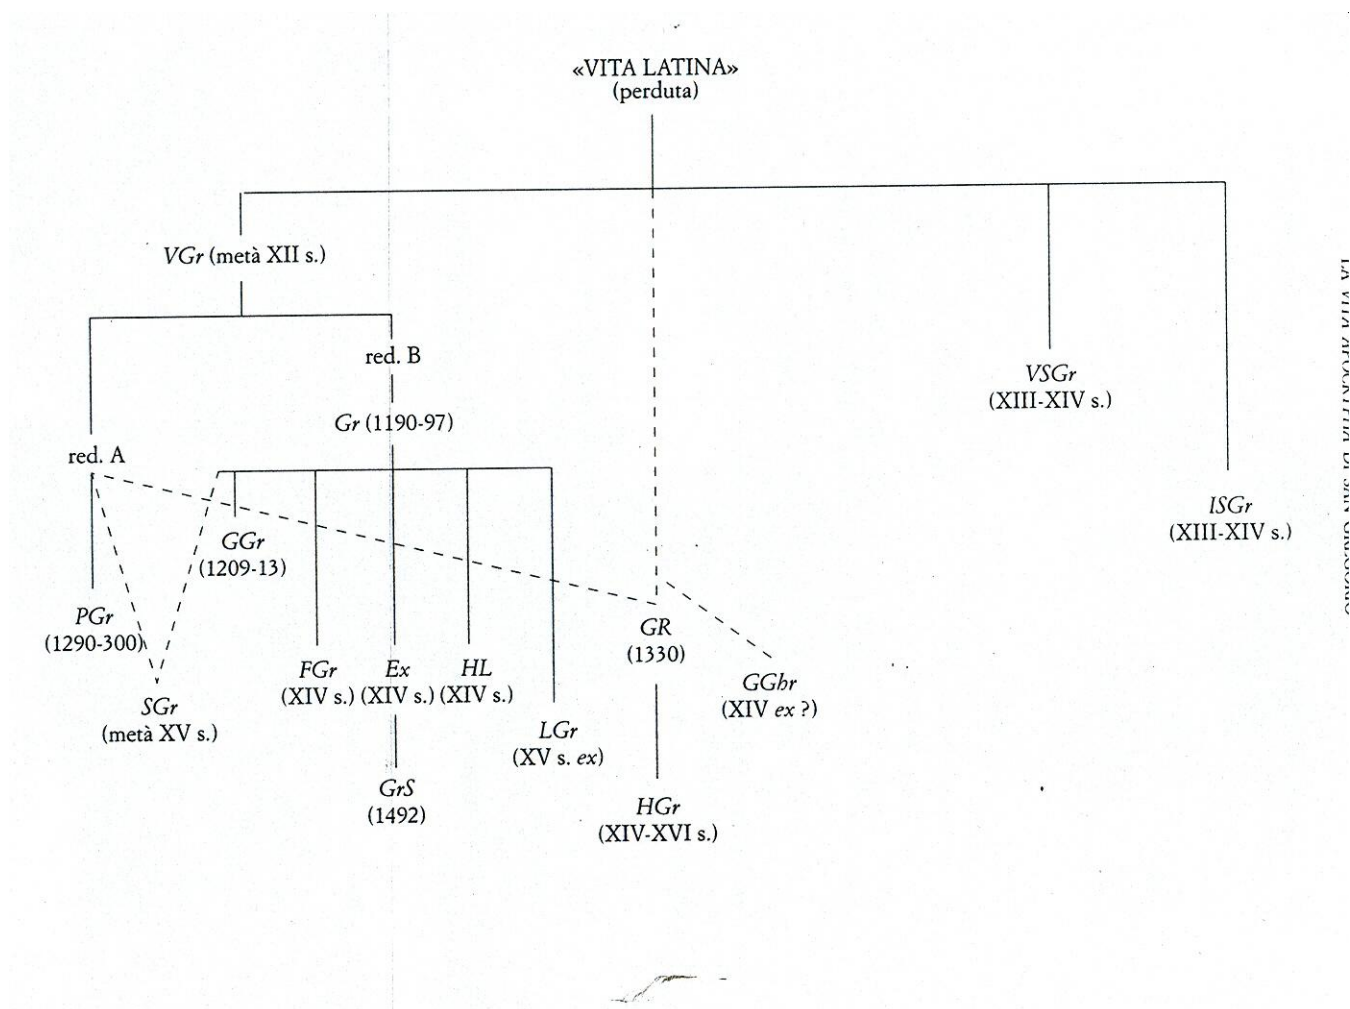 «VITA LATINA»
(perduta)
VGr (metà XII s.)
red. B
VSGr
(XIII-XIV s.)
Gr (1190-97)
red. A
ISGr
(XIII-XIV s.)
GGr
(1209-13)
PGr
(1290-300)
GR
(1330)
FGr
(XIV s.)
Ex
(XIV s.)
HL
(XIV s.)
GGhr
(XIV ex ?)
SGr
(metà XV s.)
LGr
(XV s. ex)
GrS
(1492)
HGr
(XIV-XVI s.)